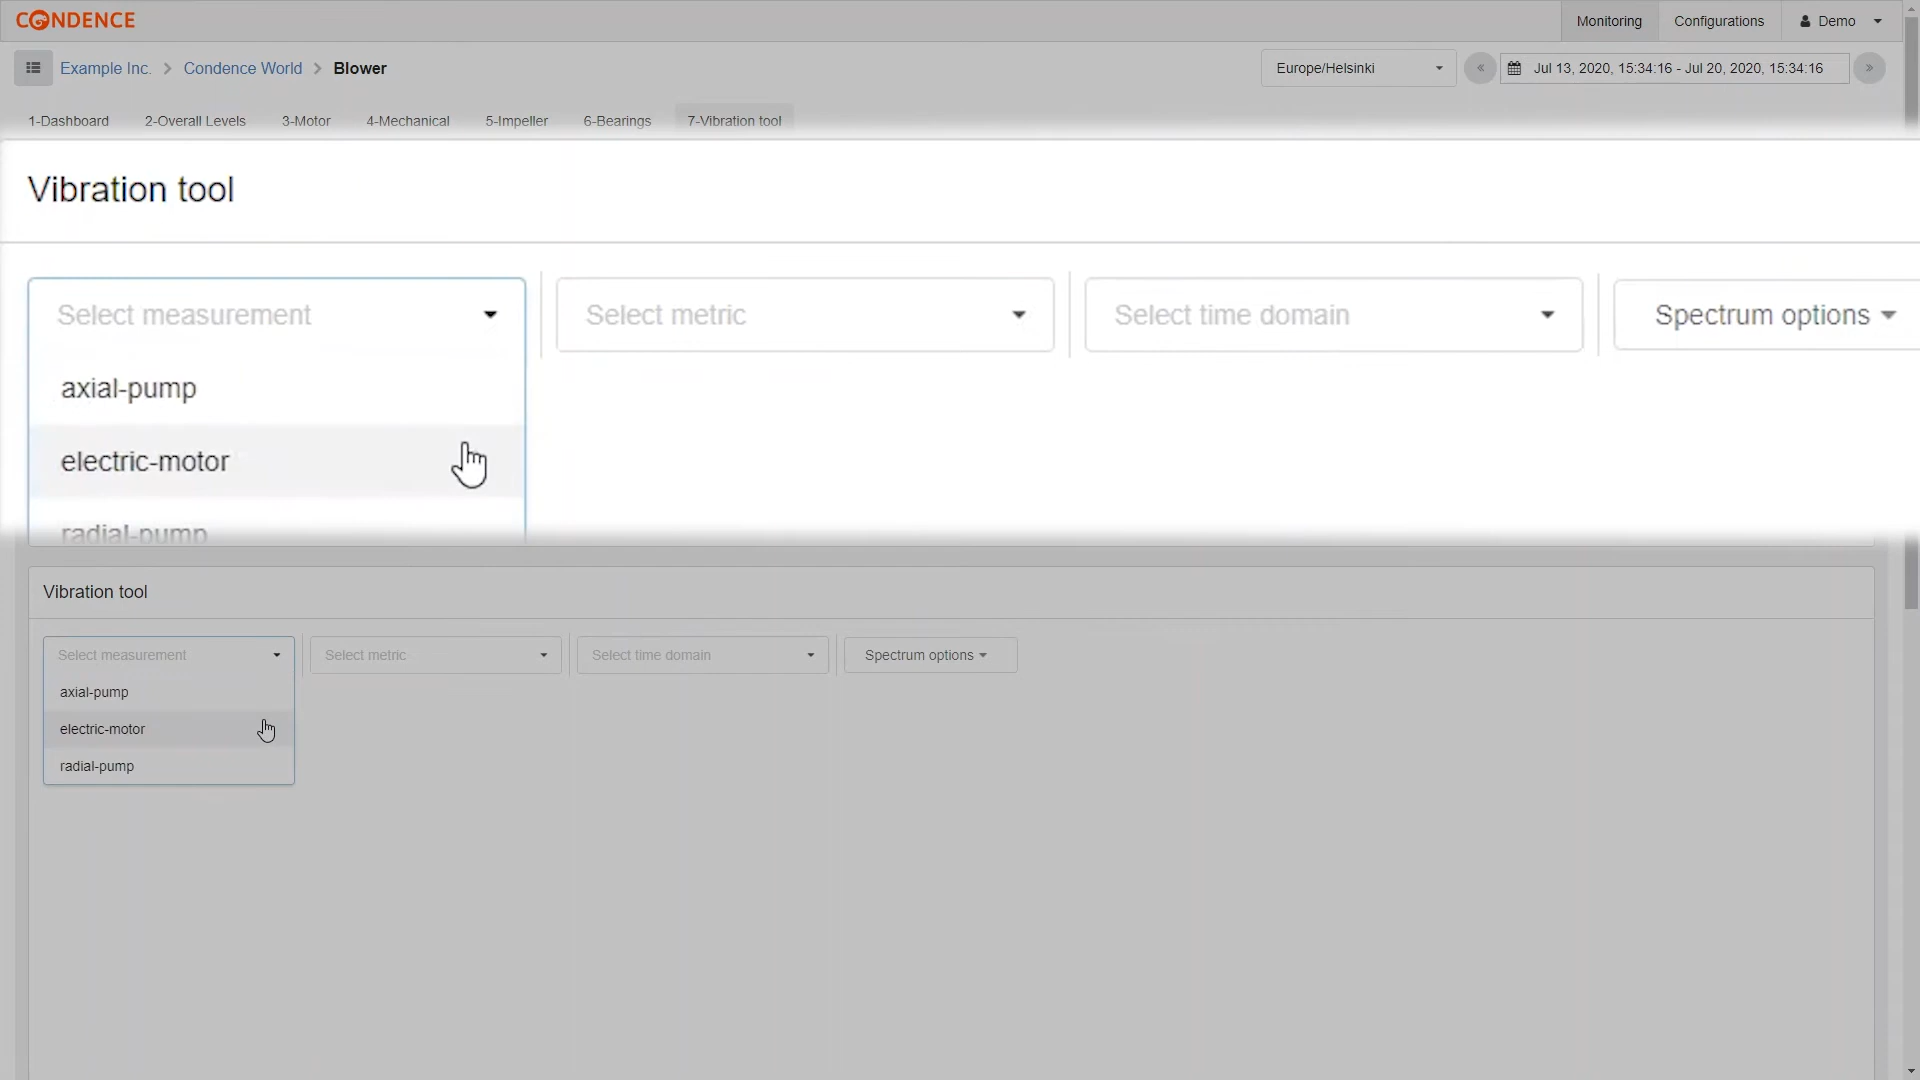 CONDENCE
Monitoring Configurations Demo
Example Inc. > Condence World > Blower
Europe/Helsinki « Jul 13, 2020, 15:34:16 - Jul 20, 2020, 15:34:16 »
1-Dashboard 2-Overall Levels 3-Motor 4-Mechanical 5-Impeller 6-Bearings 7-Vibration tool
Vibration tool
Select measurement Select metric Select time domain Spectrum options
axial-pump
electric-motor
radial-pump
Vibration tool
Select measurement Select metric Select time domain Spectrum options
axial-pump
electric-motor
radial-pump